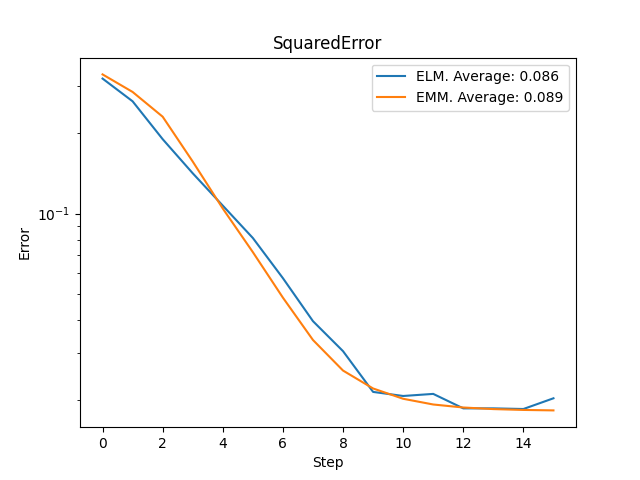 SquaredError
ELM. Average: 0.086
EMM. Average: 0.089
Error
10⁻¹
0 2 4 6 8 10 12 14
Step